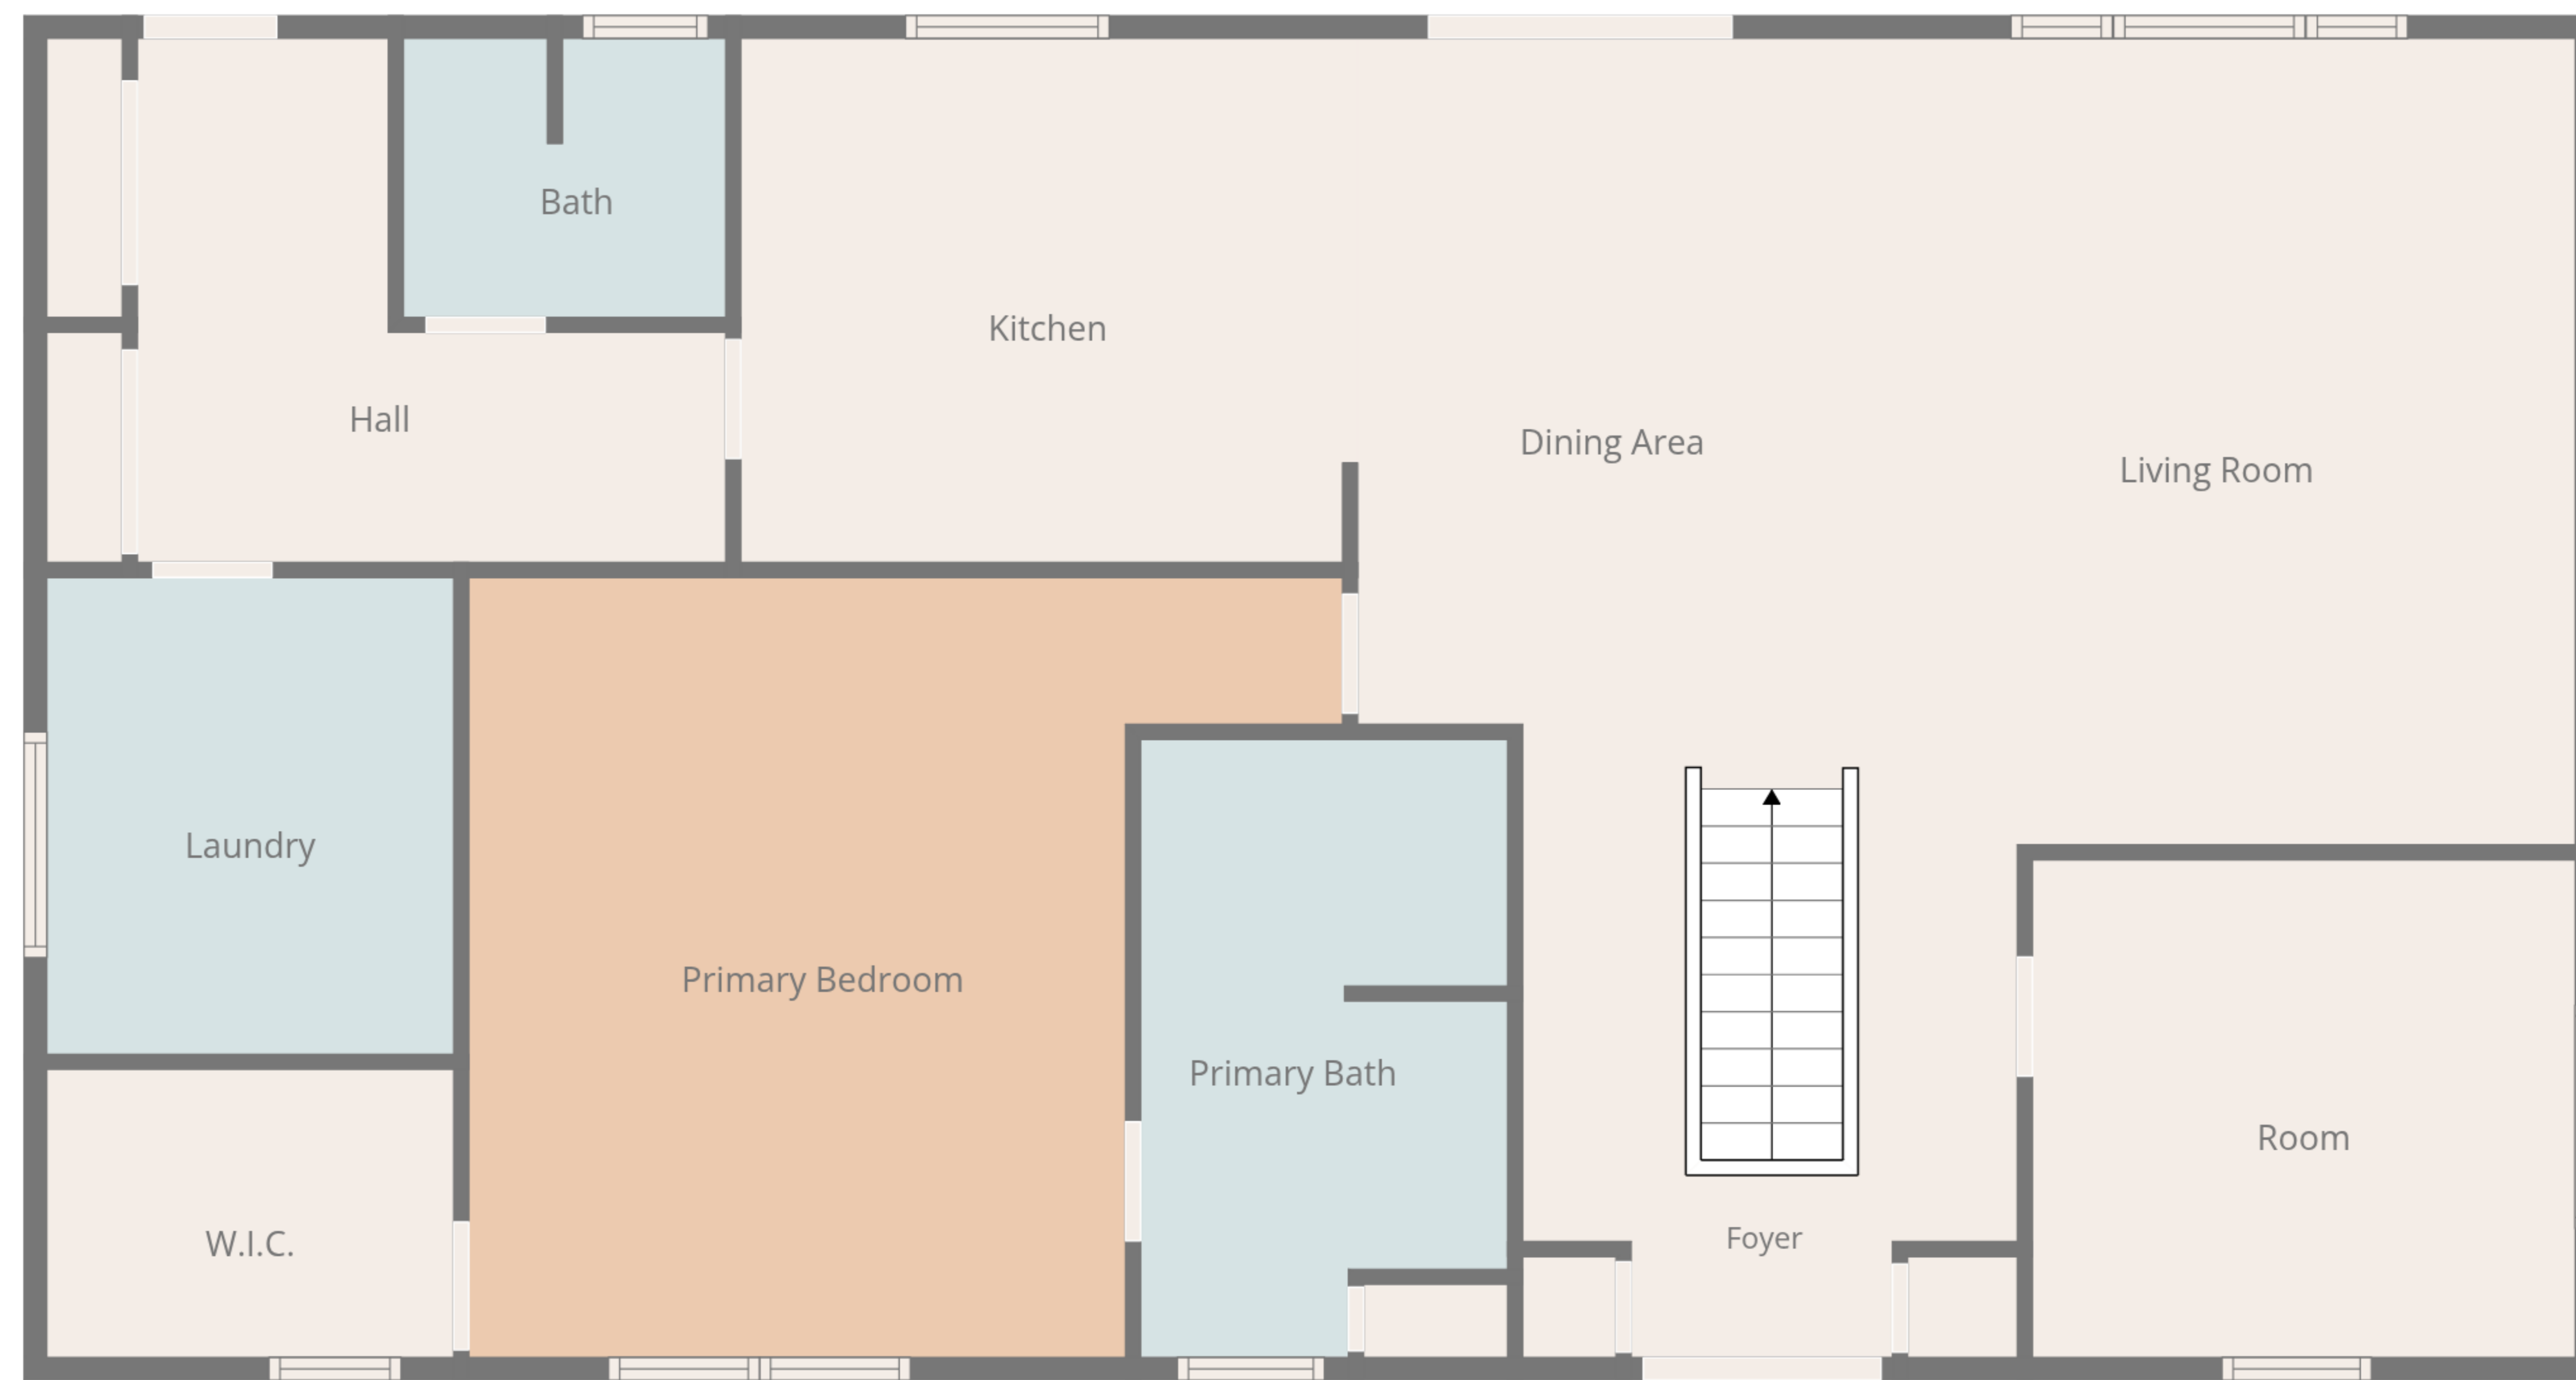 Bath
Kitchen
Hall
Dining Area
Living Room
Laundry
Primary Bedroom
Primary Bath
Room
W.I.C.
Foyer